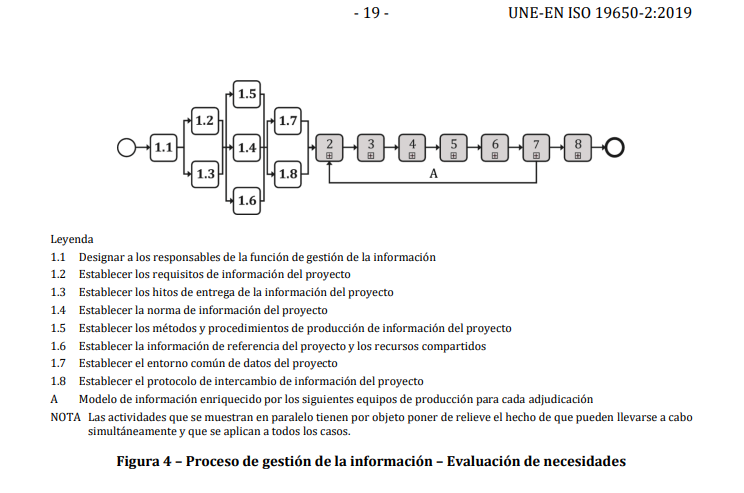 - 19 -
UNE-EN ISO 19650-2:2019
1.5
1.2
1.7
1.1
1.4
2
3
4
5
6
7
8
1.3
1.8
A
1.6
Leyenda
1.1 Designar a los responsables de la función de gestión de la información
1.2 Establecer los requisitos de información del proyecto
1.3 Establecer los hitos de entrega de la información del proyecto
1.4 Establecer la norma de información del proyecto
1.5 Establecer los métodos y procedimientos de producción de información del proyecto
1.6 Establecer la información de referencia del proyecto y los recursos compartidos
1.7 Establecer el entorno común de datos del proyecto
1.8 Establecer el protocolo de intercambio de información del proyecto
A Modelo de información enriquecido por los siguientes equipos de producción para cada adjudicación
NOTA Las actividades que se muestran en paralelo tienen por objeto poner de relieve el hecho de que pueden llevarse a cabo
simultáneamente y que se aplican a todos los casos.
Figura 4 – Proceso de gestión de la información – Evaluación de necesidades